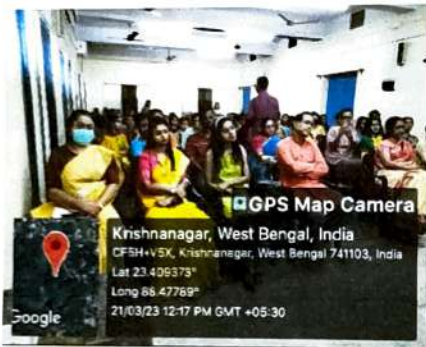 GPS Map Camera
Krishnanagar, West Bengal, India
CF5H+V5X, Krishnanagar, West Bengal 741103, India
Lat 23.409373°
Long 88.47789°
21/03/23 12:17 PM GMT +05:30
Google